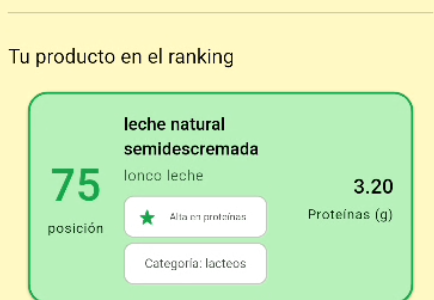 Tu producto en el ranking
75
posición
leche natural
semidescremada
lonco leche
Alta en proteínas
Categoría: lacteos
3.20
Proteínas (g)